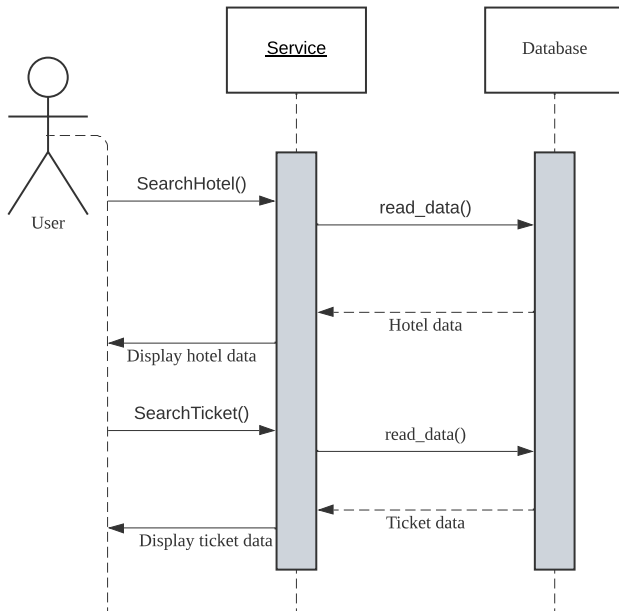 Service
Database
SearchHotel()
read_data()
User
Hotel data
Display hotel data
SearchTicket()
read_data()
Ticket data
Display ticket data